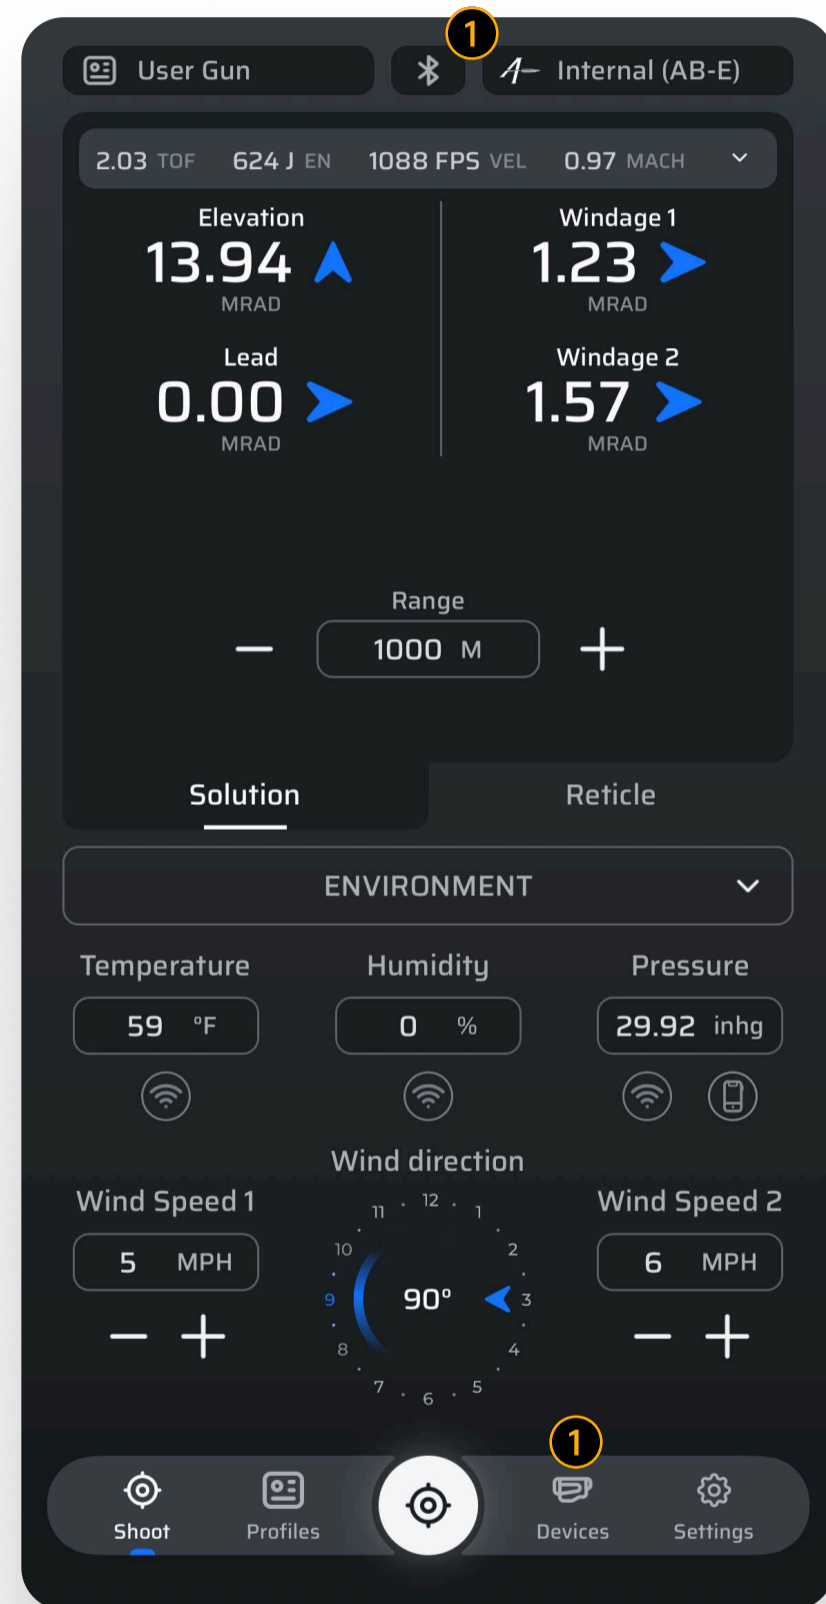 1
User Gun
Internal (AB-E)
2.03 TOF 624 J EN 1088 FPS VEL 0.97 MACH
Elevation Windage 1
13.94 1.23
MRAD MRAD
Lead Windage 2
0.00 1.57
MRAD MRAD
Range
1000 M
Solution Reticle
ENVIRONMENT
Temperature Humidity Pressure
59 °F 0 % 29.92 inhg
Wind direction
Wind Speed 1 Wind Speed 2
5 MPH 6 MPH
12
11 1
10 2
9 90° 3
8 4
7 5
6
1
Shoot Profiles Devices Settings